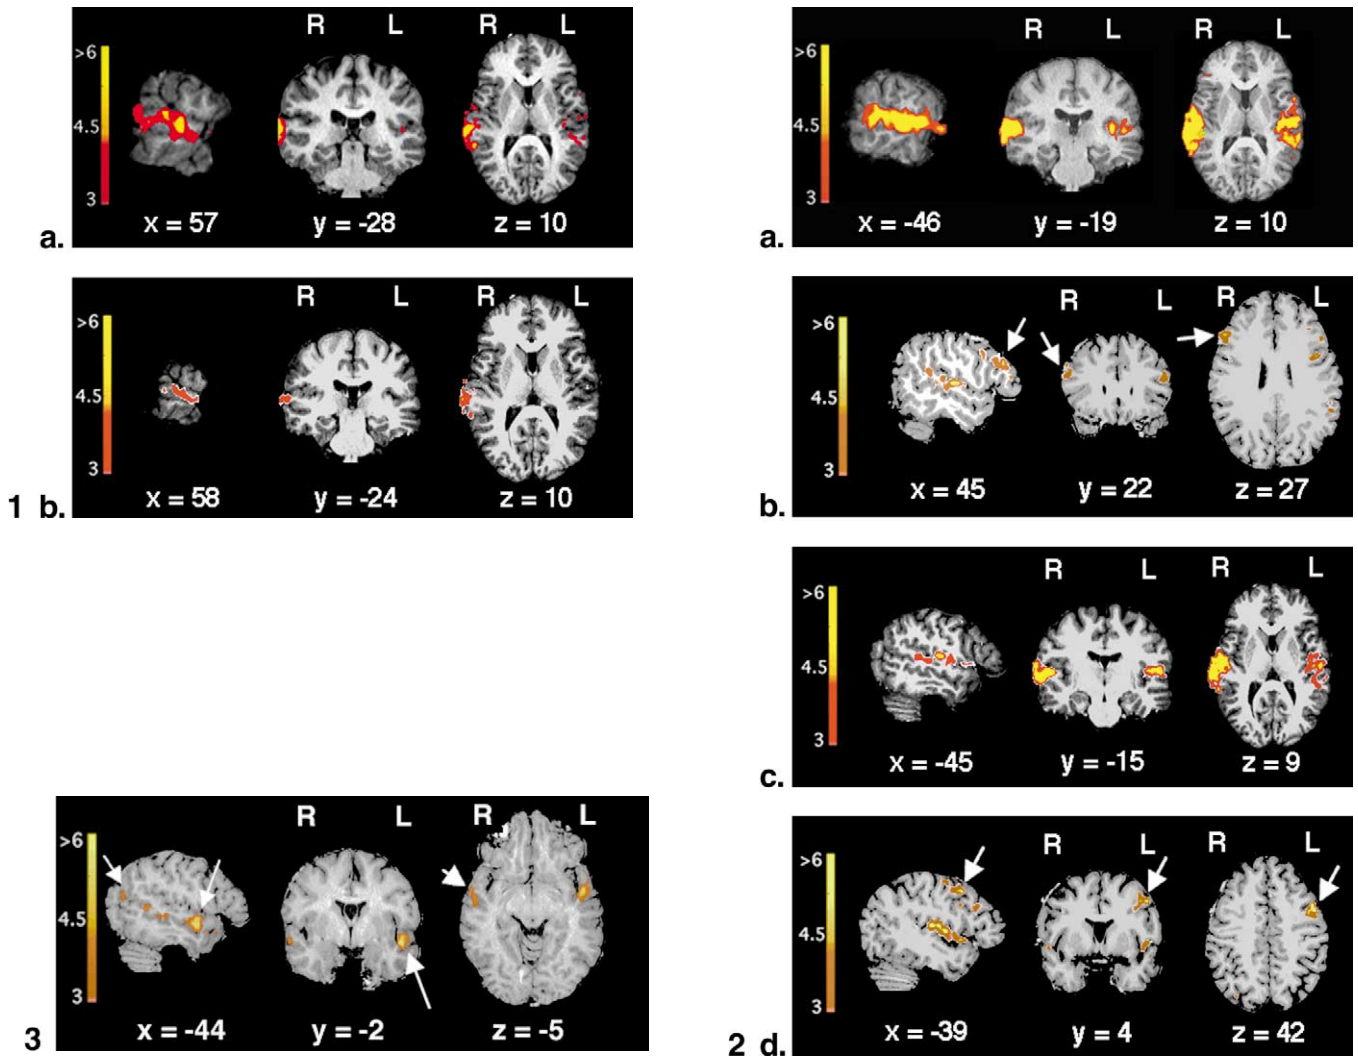 R L R L
>6
4.5
3
x = 57 y = -28 z = 10
a.
R L R L
>6
4.5
3
x = 58 y = -24 z = 10
1 b.
R L R L
>6
4.5
3
x = -46 y = -19 z = 10
a.
R L R L
>6
4.5
3
x = 45 y = 22 z = 27
b.
R L R L
>6
4.5
3
x = -45 y = -15 z = 9
c.
R L R L
>6
4.5
3
x = -39 y = 4 z = 42
2 d.
R L R L
>6
4.5
3
x = -44 y = -2 z = -5
3